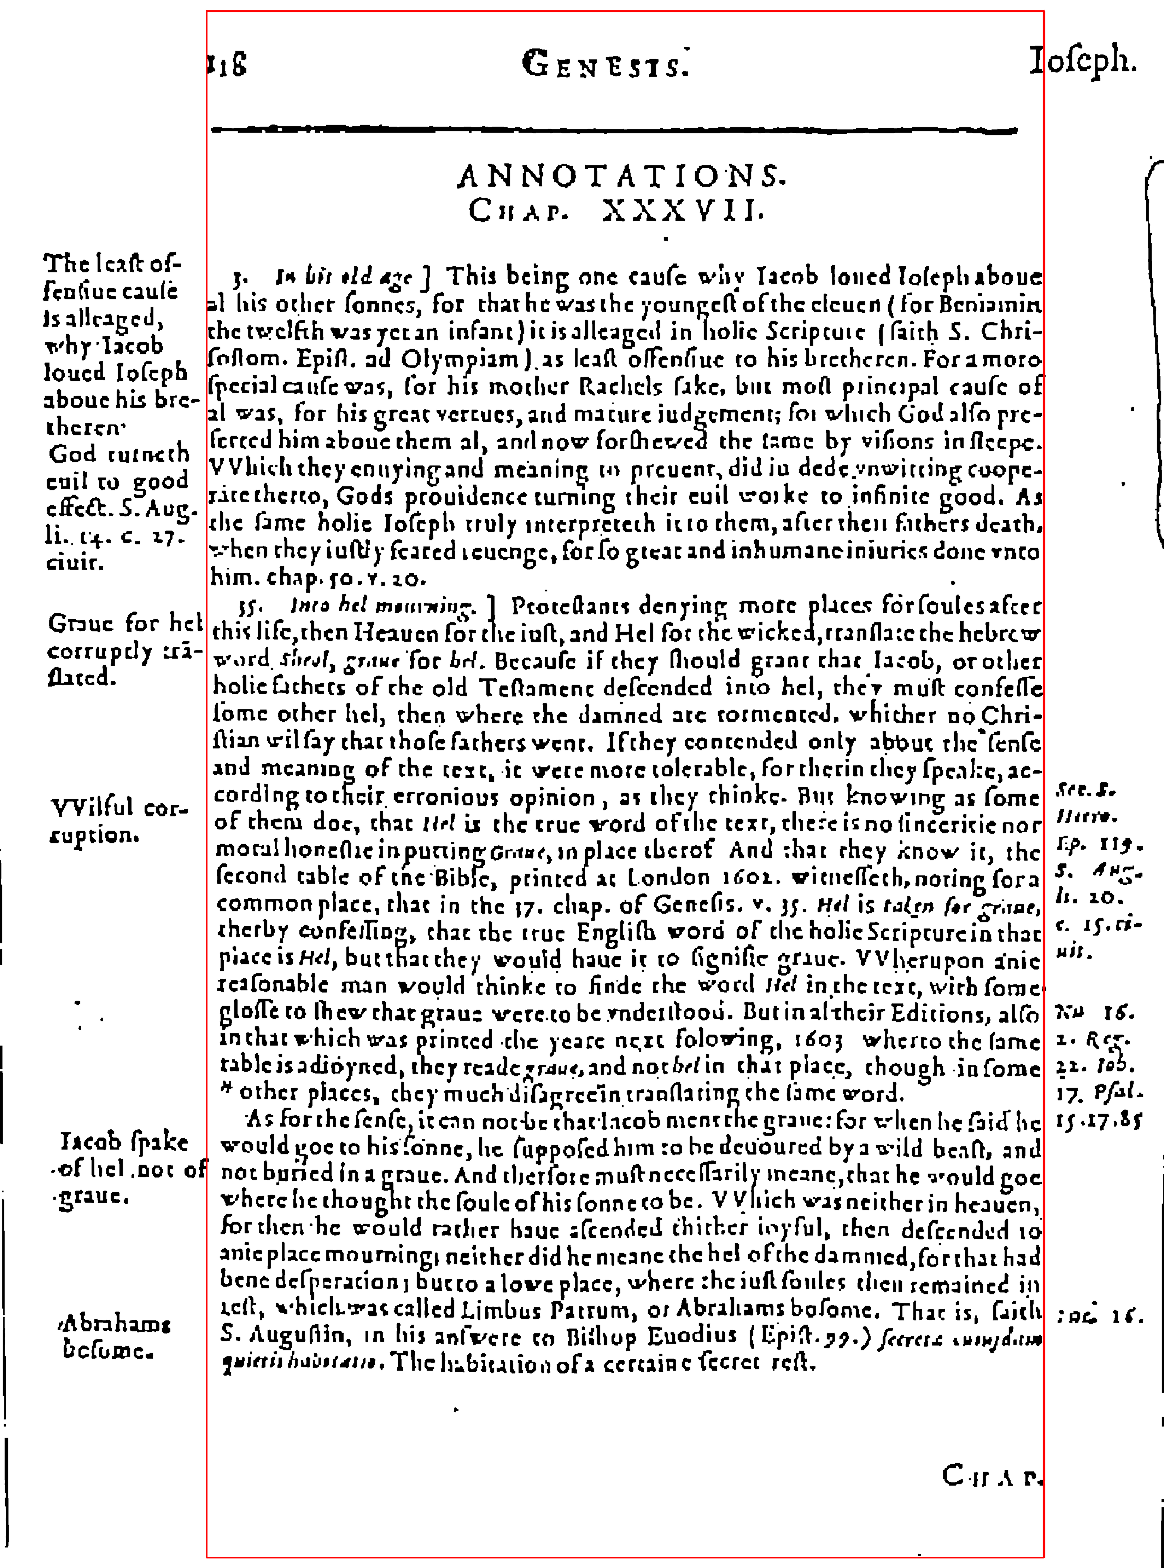 118 GENESIS. Ioſeph.
ANNOTATIONS.
CHAP. XXXVII.
The leaſt of-
fenſiue cauſe
is alleaged,
why Iacob
loued Ioſeph
aboue his bre-
theren.
God turneth
euil to good
effect. S. Aug.
li. 14. c. 27.
ciuit.
Graue for hel
corruptly trã-
ſlated.
VVilful cor-
ruption.
Iacob ſpake
of hel not of
graue.
Abrahams
boſome.
3. In his old age ] This being one cauſe why Iacob loued Ioſeph aboue
al his other ſonnes, for that he was the youngeſt of the eleuen (for Beniamin
the twelfth was yet an infant) it is alleaged in holie Scripture (ſaith S. Chri-
ſoſtom. Epiſt. ad Olympiam) as leaſt offenſiue to his bretheren. For a more
ſpecial cauſe was, for his mother Rachels ſake, but moſt principal cauſe of
al was, for his great vertues, and mature iudgement; for which God alſo pre-
ferred him aboue them al, and now forſhewed the ſame by viſions in ſleepe.
VVhich they enuying and meaning to preuent, did in dede vnwitting coope-
rate therto, Gods prouidence turning their euil worke to infinite good. As
the ſame holie Ioſeph truly interpreteth it to them, after their fathers death,
when they iuſtly feared reuenge, for ſo great and inhumane iniuries done vnto
him. chap. 50. v. 20.
35. Into hel mourning. ] Proteſtants denying more places for ſoules after
this life, then Heauen for the iuſt, and Hel for the wicked, tranſlate the hebrew
word Sheol, graue for hel. Becauſe if they ſhould grant that Iacob, or other
holie fathers of the old Teſtament deſcended into hel, they muſt confeſſe
ſome other hel, then where the damned are tormented, whither no Chri-
ſtian wil ſay that thoſe fathers went. If they contended only about the ſenſe
and meaning of the text, it were more tolerable, for therin they ſpeake, ac-
cording to their erronious opinion, as they thinke. But knowing as ſome
of them doe, that Hel is the true word of the text, there is no ſinceritie nor
moral honeſtie in putting Graue, in place therof And that they know it, the
ſecond table of the Bible, printed at London 1602. witneſſeth, noting for a
common place, that in the 37. chap. of Geneſis. v. 35. Hel is taken for graue,
therby confeſſing, that the true Engliſh word of the holie Scripture in that
place is Hel, but that they would haue it to ſignifie graue. VVherupon anie
reaſonable man would thinke to finde the word Hel in the text, with ſome
gloſſe to ſhew that graue were to be vnderſtood. But in al their Editions, alſo
in that which was printed the yeare next folowing, 1603 wherto the ſame
table is adioyned, they reade graue, and not hel in that place, though in ſome
* other places, they much diſagree in tranſlating the ſame word.
As for the ſenſe, it can not be that Iacob ment the graue: for when he ſaid he
would goe to his ſonne, he ſuppoſed him to be deuoured by a wild beaſt, and
not buried in a graue. And therfore muſt neceſſarily meane, that he would goe
where he thought the ſoule of his ſonne to be. VVhich was neither in heauen,
for then he would rather haue aſcended thither ioyful, then deſcended to
anie place mourning; neither did he meane the hel of the damned, for that had
bene deſperation; but to a lowe place, where the iuſt ſoules then remained in
reſt, which was called Limbus Patrum, or Abrahams boſome. That is, ſaith
S. Auguſtin, in his anſwere to Biſhop Euodius (Epiſt. 99.) ſecreta cuiuſdam
quietis habitatio. The habitation of a certaine ſecret reſt.
See. S.
Hiero.
Ep. 129.
S. Aug.
li. 20.
c. 15. ci-
uit.
Nu 16.
2. Reg.
22. Iob.
17. Pſal.
15.17.85
Luc. 16.
CHAP.